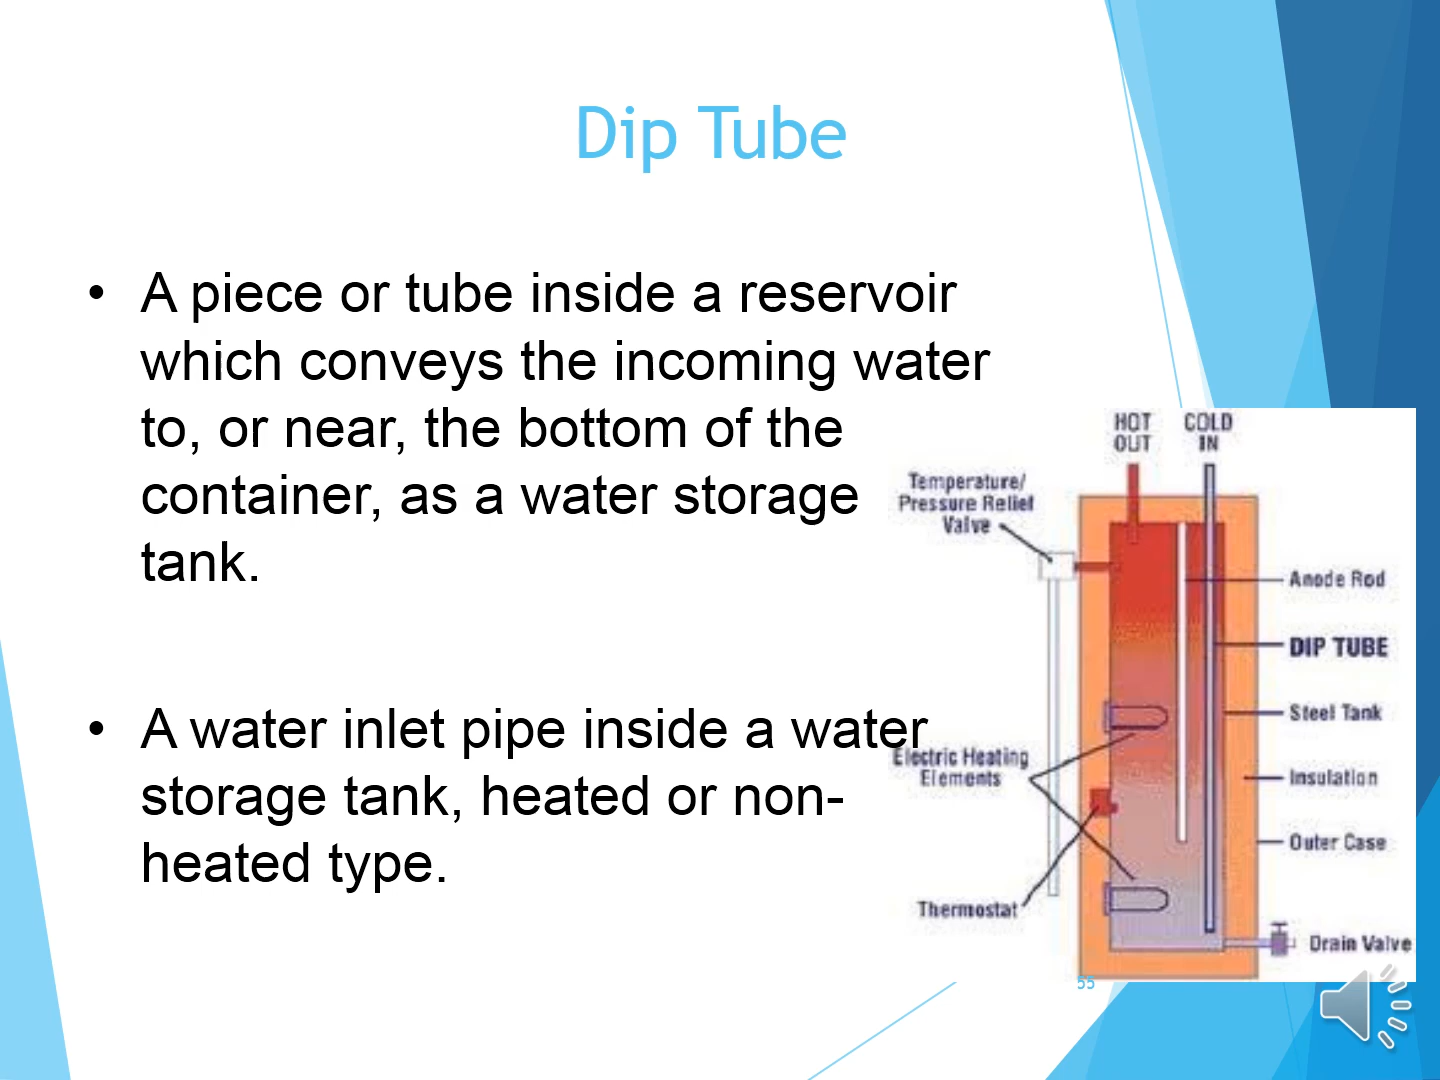 Dip Tube
• A piece or tube inside a reservoir
which conveys the incoming water
to, or near, the bottom of the
container, as a water storage
tank.
• A water inlet pipe inside a water
storage tank, heated or non-
heated type.
HOT
OUT
COLD
IN
Temperature/
Pressure Relief
Valve
Anode Rod
DIP TUBE
Steel Tank
Electric Heating
Elements
Insulation
Outer Case
Thermostat
Drain Valve
55